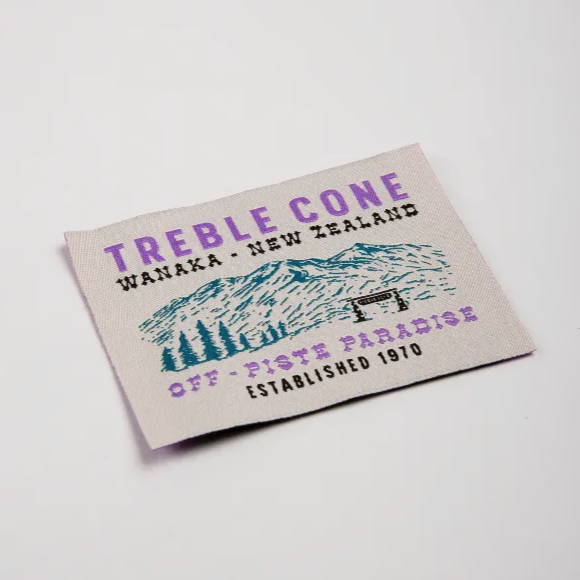 TREBLE CONE
WANAKA - NEW ZEALAND
OFF - PISTE PARADISE
ESTABLISHED 1970